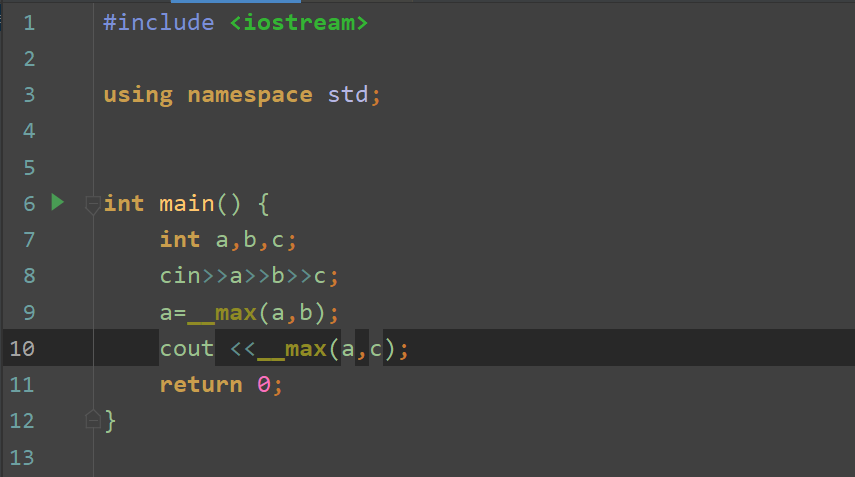 1 #include <iostream>
2
3 using namespace std;
4
5
6 int main() {
7     int a,b,c;
8     cin>>a>>b>>c;
9     a=__max(a,b);
10     cout <<__max(a,c);
11     return 0;
12 }
13